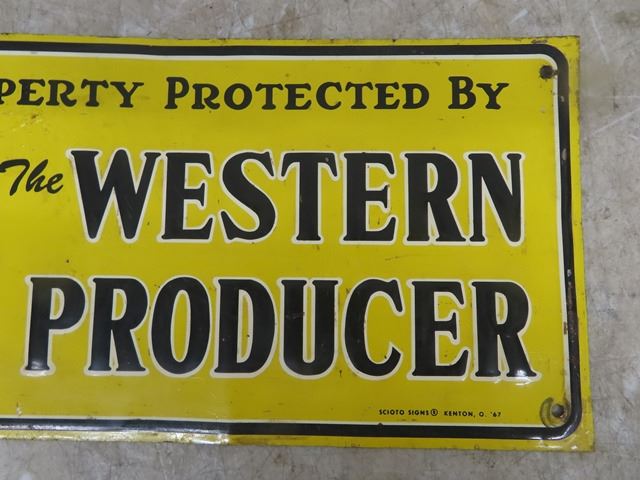 PERTY PROTECTED BY
The WESTERN
PRODUCER
SCIOTO SIGNS® KENTON, O. '67